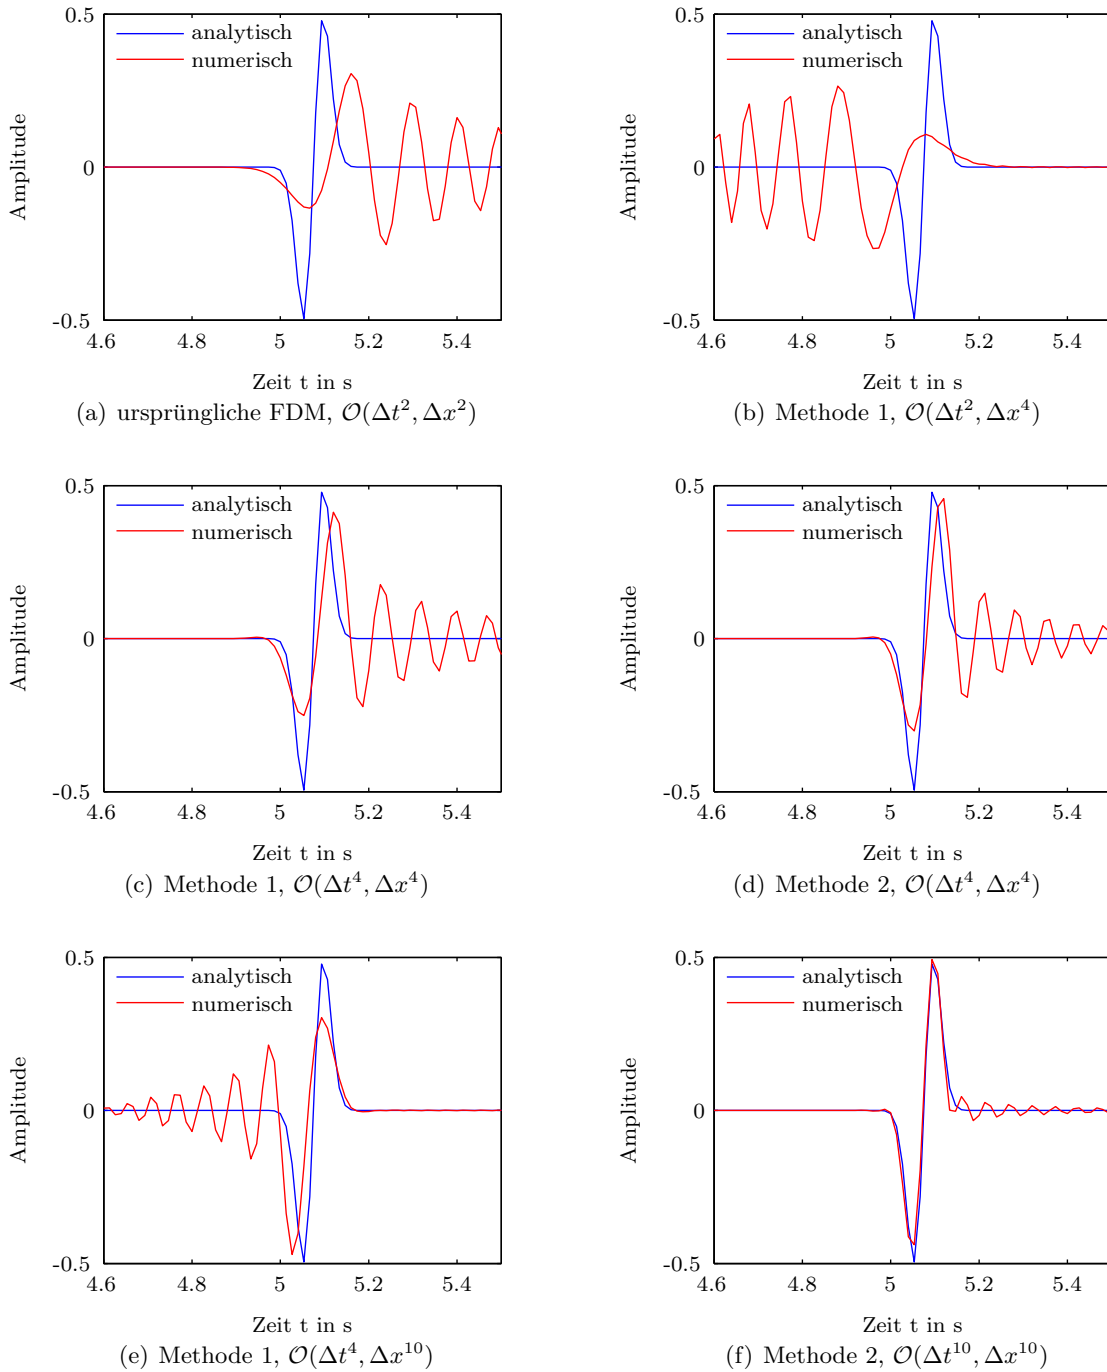 0.5
analytisch
numerisch
Amplitude
0
-0.5
4.6 4.8 5 5.2 5.4
Zeit t in s
(a) ursprüngliche FDM, 𝒪(Δt², Δx²)
0.5
analytisch
numerisch
Amplitude
0
-0.5
4.6 4.8 5 5.2 5.4
Zeit t in s
(b) Methode 1, 𝒪(Δt², Δx⁴)
0.5
analytisch
numerisch
Amplitude
0
-0.5
4.6 4.8 5 5.2 5.4
Zeit t in s
(c) Methode 1, 𝒪(Δt⁴, Δx⁴)
0.5
analytisch
numerisch
Amplitude
0
-0.5
4.6 4.8 5 5.2 5.4
Zeit t in s
(d) Methode 2, 𝒪(Δt⁴, Δx⁴)
0.5
analytisch
numerisch
Amplitude
0
-0.5
4.6 4.8 5 5.2 5.4
Zeit t in s
(e) Methode 1, 𝒪(Δt⁴, Δx¹⁰)
0.5
analytisch
numerisch
Amplitude
0
-0.5
4.6 4.8 5 5.2 5.4
Zeit t in s
(f) Methode 2, 𝒪(Δt¹⁰, Δx¹⁰)